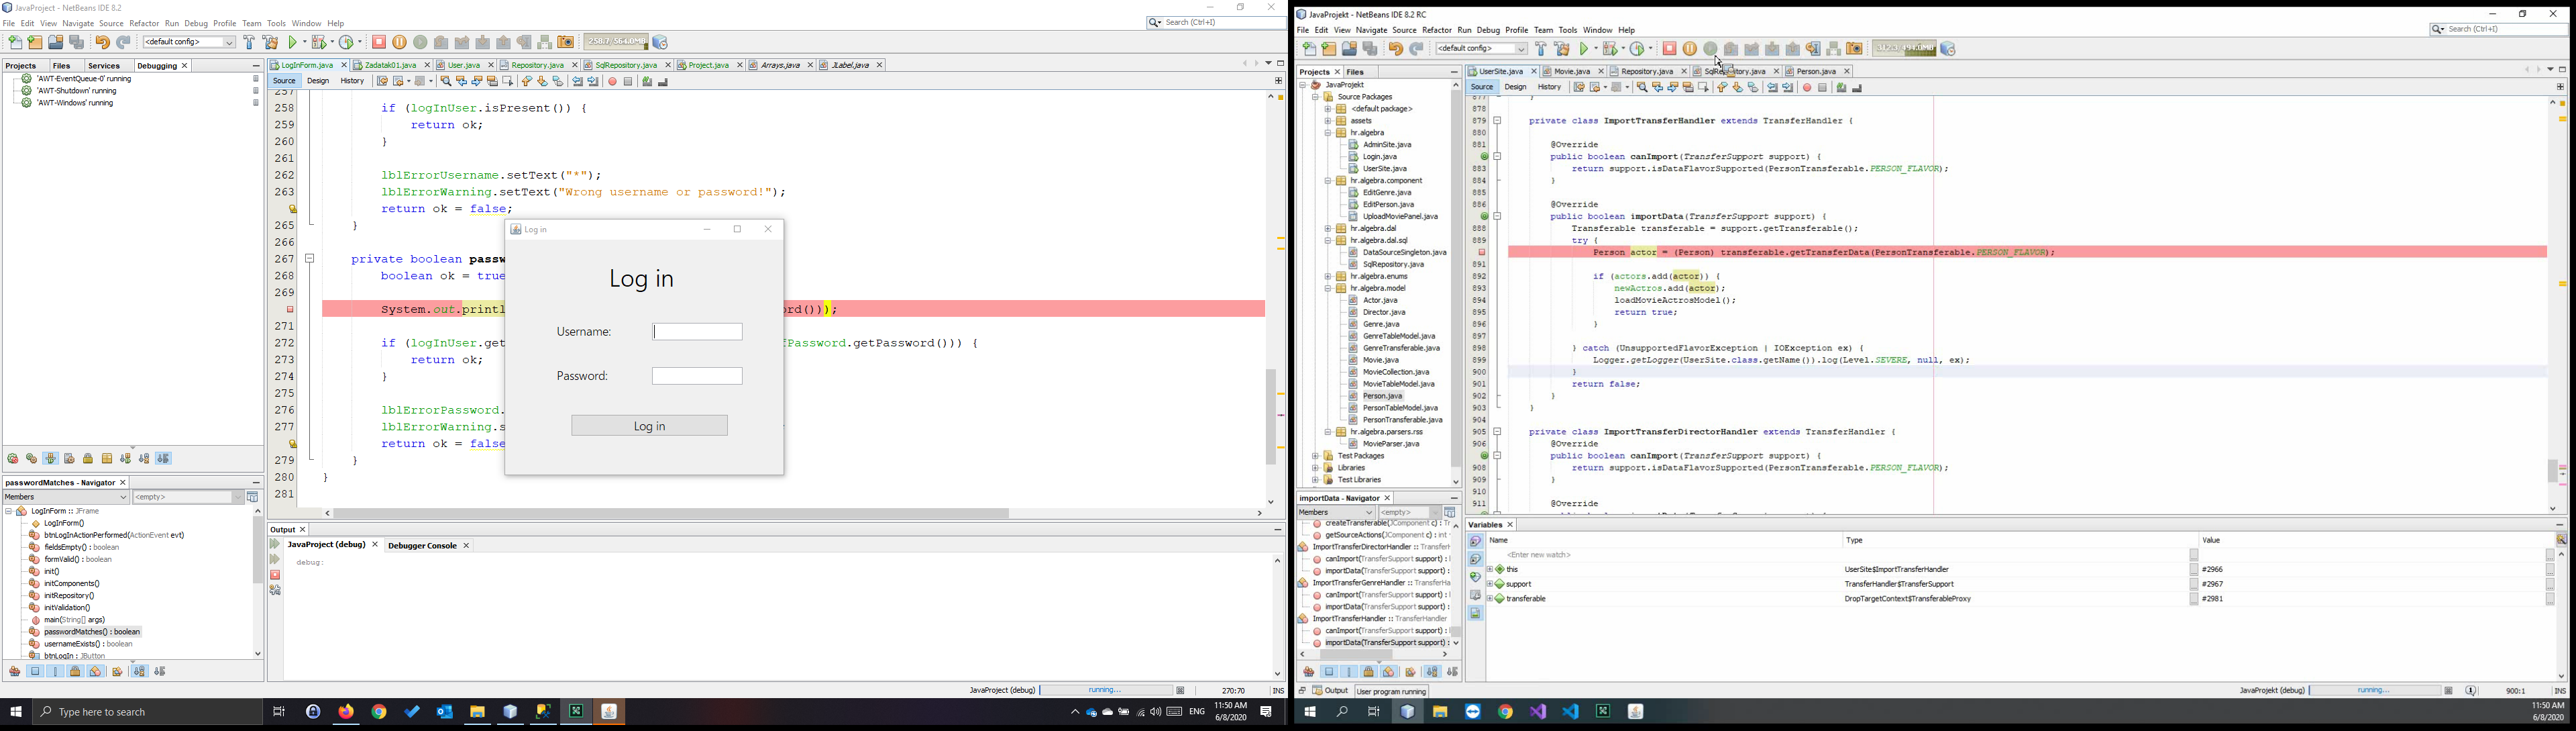 JavaProject - NetBeans IDE 8.2
File Edit View Navigate Source Refactor Run Debug Profile Team Tools Window Help
Search (Ctrl+I)
<default config>
Projects Files Services Debugging
'AWT-EventQueue-0' running
'AWT-Shutdown' running
'AWT-Windows' running
LogInForm.java Zadatak01.java User.java Repository.java SqlRepository.java Project.java Arrays.java JLabel.java
Source Design History
257
258 if (logInUser.isPresent()) {
259 return ok;
260 }
261
262 lblErrorUsername.setText("*");
263 lblErrorWarning.setText("Wrong username or password!");
return ok = false;
265 }
266
267 private boolean passw
268 boolean ok = true
269
System.out.printl ord()));
271
272 if (logInUser.get Password.getPassword())) {
273 return ok;
274 }
275
276 lblErrorPassword.
277 lblErrorWarning.s
return ok = false
279 }
280 }
281
Log in
Log in
Username:
Password:
Log in
passwordMatches - Navigator
Members <empty>
LogInForm :: JFrame
LogInForm()
btnLogInActionPerformed(ActionEvent evt)
fieldsEmpty() : boolean
formValid() : boolean
init()
initComponents()
initRepository()
initValidation()
main(String[] args)
passwordMatches() : boolean
usernameExists() : boolean
btnLogIn : JButton
Output
JavaProject (debug) Debugger Console
debug:
JavaProject (debug) running... 270:70 INS
Type here to search
ENG 11:50 AM
6/8/2020
JavaProjekt - NetBeans IDE 8.2 RC
File Edit View Navigate Source Refactor Run Debug Profile Team Tools Window Help
Search (Ctrl+I)
<default config>
Projects Files
JavaProjekt
Source Packages
<default package>
assets
hr.algebra
AdminSite.java
Login.java
UserSite.java
hr.algebra.component
EditGenre.java
EditPerson.java
UploadMoviePanel.java
hr.algebra.dal
hr.algebra.dal.sql
DataSourceSingleton.java
SqlRepository.java
hr.algebra.enums
hr.algebra.model
Actor.java
Director.java
Genre.java
GenreTableModel.java
GenreTransferable.java
Movie.java
MovieCollection.java
MovieTableModel.java
Person.java
PersonTableModel.java
PersonTransferable.java
hr.algebra.parsers.rss
MovieParser.java
Test Packages
Libraries
Test Libraries
UserSite.java Movie.java Repository.java Person.java
Source Design History
877
878
879 private class ImportTransferHandler extends TransferHandler {
880
881 @Override
public boolean canImport(TransferSupport support) {
883 return support.isDataFlavorSupported(PersonTransferable.PERSON_FLAVOR);
884 }
885
886 @Override
public boolean importData(TransferSupport support) {
888 Transferable transferable = support.getTransferable();
889 try {
Person actor = (Person) transferable.getTransferData(PersonTransferable.PERSON_FLAVOR);
891
892 if (actors.add(actor)) {
893 newActros.add(actor);
894 loadMovieActrosModel();
895 return true;
896 }
897
898 } catch (UnsupportedFlavorException | IOException ex) {
899 Logger.getLogger(UserSite.class.getName()).log(Level.SEVERE, null, ex);
900 }
901 return false;
902 }
903 }
904
905 private class ImportTransferDirectorHandler extends TransferHandler {
906 @Override
public boolean canImport(TransferSupport support) {
908 return support.isDataFlavorSupported(PersonTransferable.PERSON_FLAVOR);
909 }
910
911 @Override
importData - Navigator
Members <empty>
createTransferable(JComponent c) : Tr
getSourceActions(JComponent c) : int
ImportTransferDirectorHandler :: Transfer
canImport(TransferSupport support) :
importData(TransferSupport support) :
ImportTransferGenreHandler :: TransferHa
canImport(TransferSupport support) :
importData(TransferSupport support) :
ImportTransferHandler :: TransferHandler
canImport(TransferSupport support) :
importData(TransferSupport support) :
Variables
Name Type Value
<Enter new watch>
this UserSite$ImportTransferHandler #2966
support TransferHandler$TransferSupport #2967
transferable DropTargetContext$TransferableProxy #2981
Output User program running JavaProjekt (debug) running... 900:1 INS
11:50 AM
6/8/2020